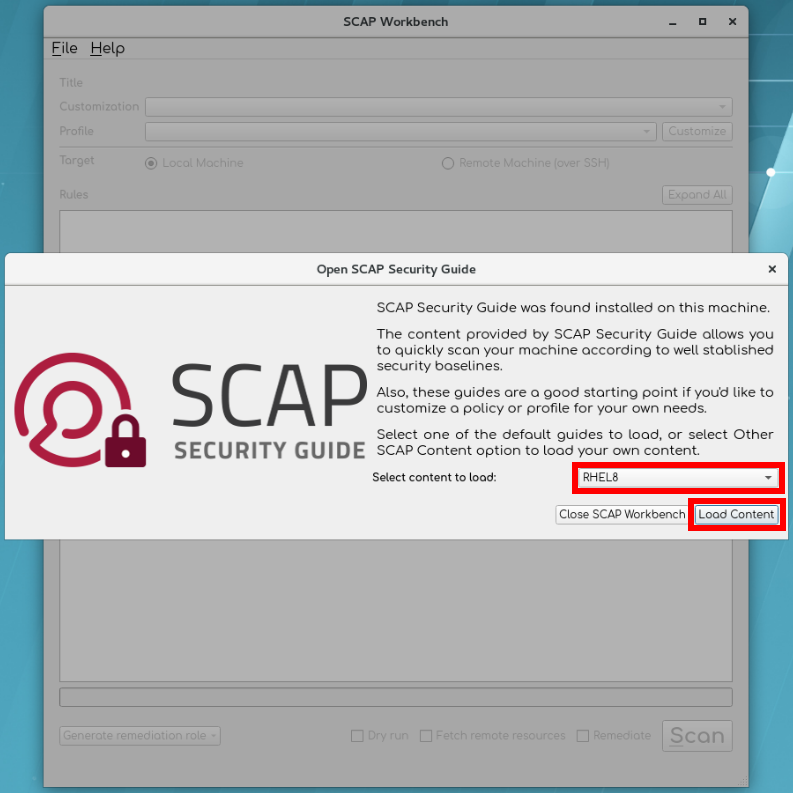 SCAP Workbench
File Help
Title
Customization
Profile
Customize
Target
Local Machine
Remote Machine (over SSH)
Rules
Expand All
Open SCAP Security Guide
SCAP
SECURITY GUIDE
SCAP Security Guide was found installed on this machine.
The content provided by SCAP Security Guide allows you
to quickly scan your machine according to well stablished
security baselines.
Also, these guides are a good starting point if you'd like to
customize a policy or profile for your own needs.
Select one of the default guides to load, or select Other
SCAP Content option to load your own content.
Select content to load:
RHEL8
Close SCAP Workbench
Load Content
Generate remediation role
Dry run
Fetch remote resources
Remediate
Scan